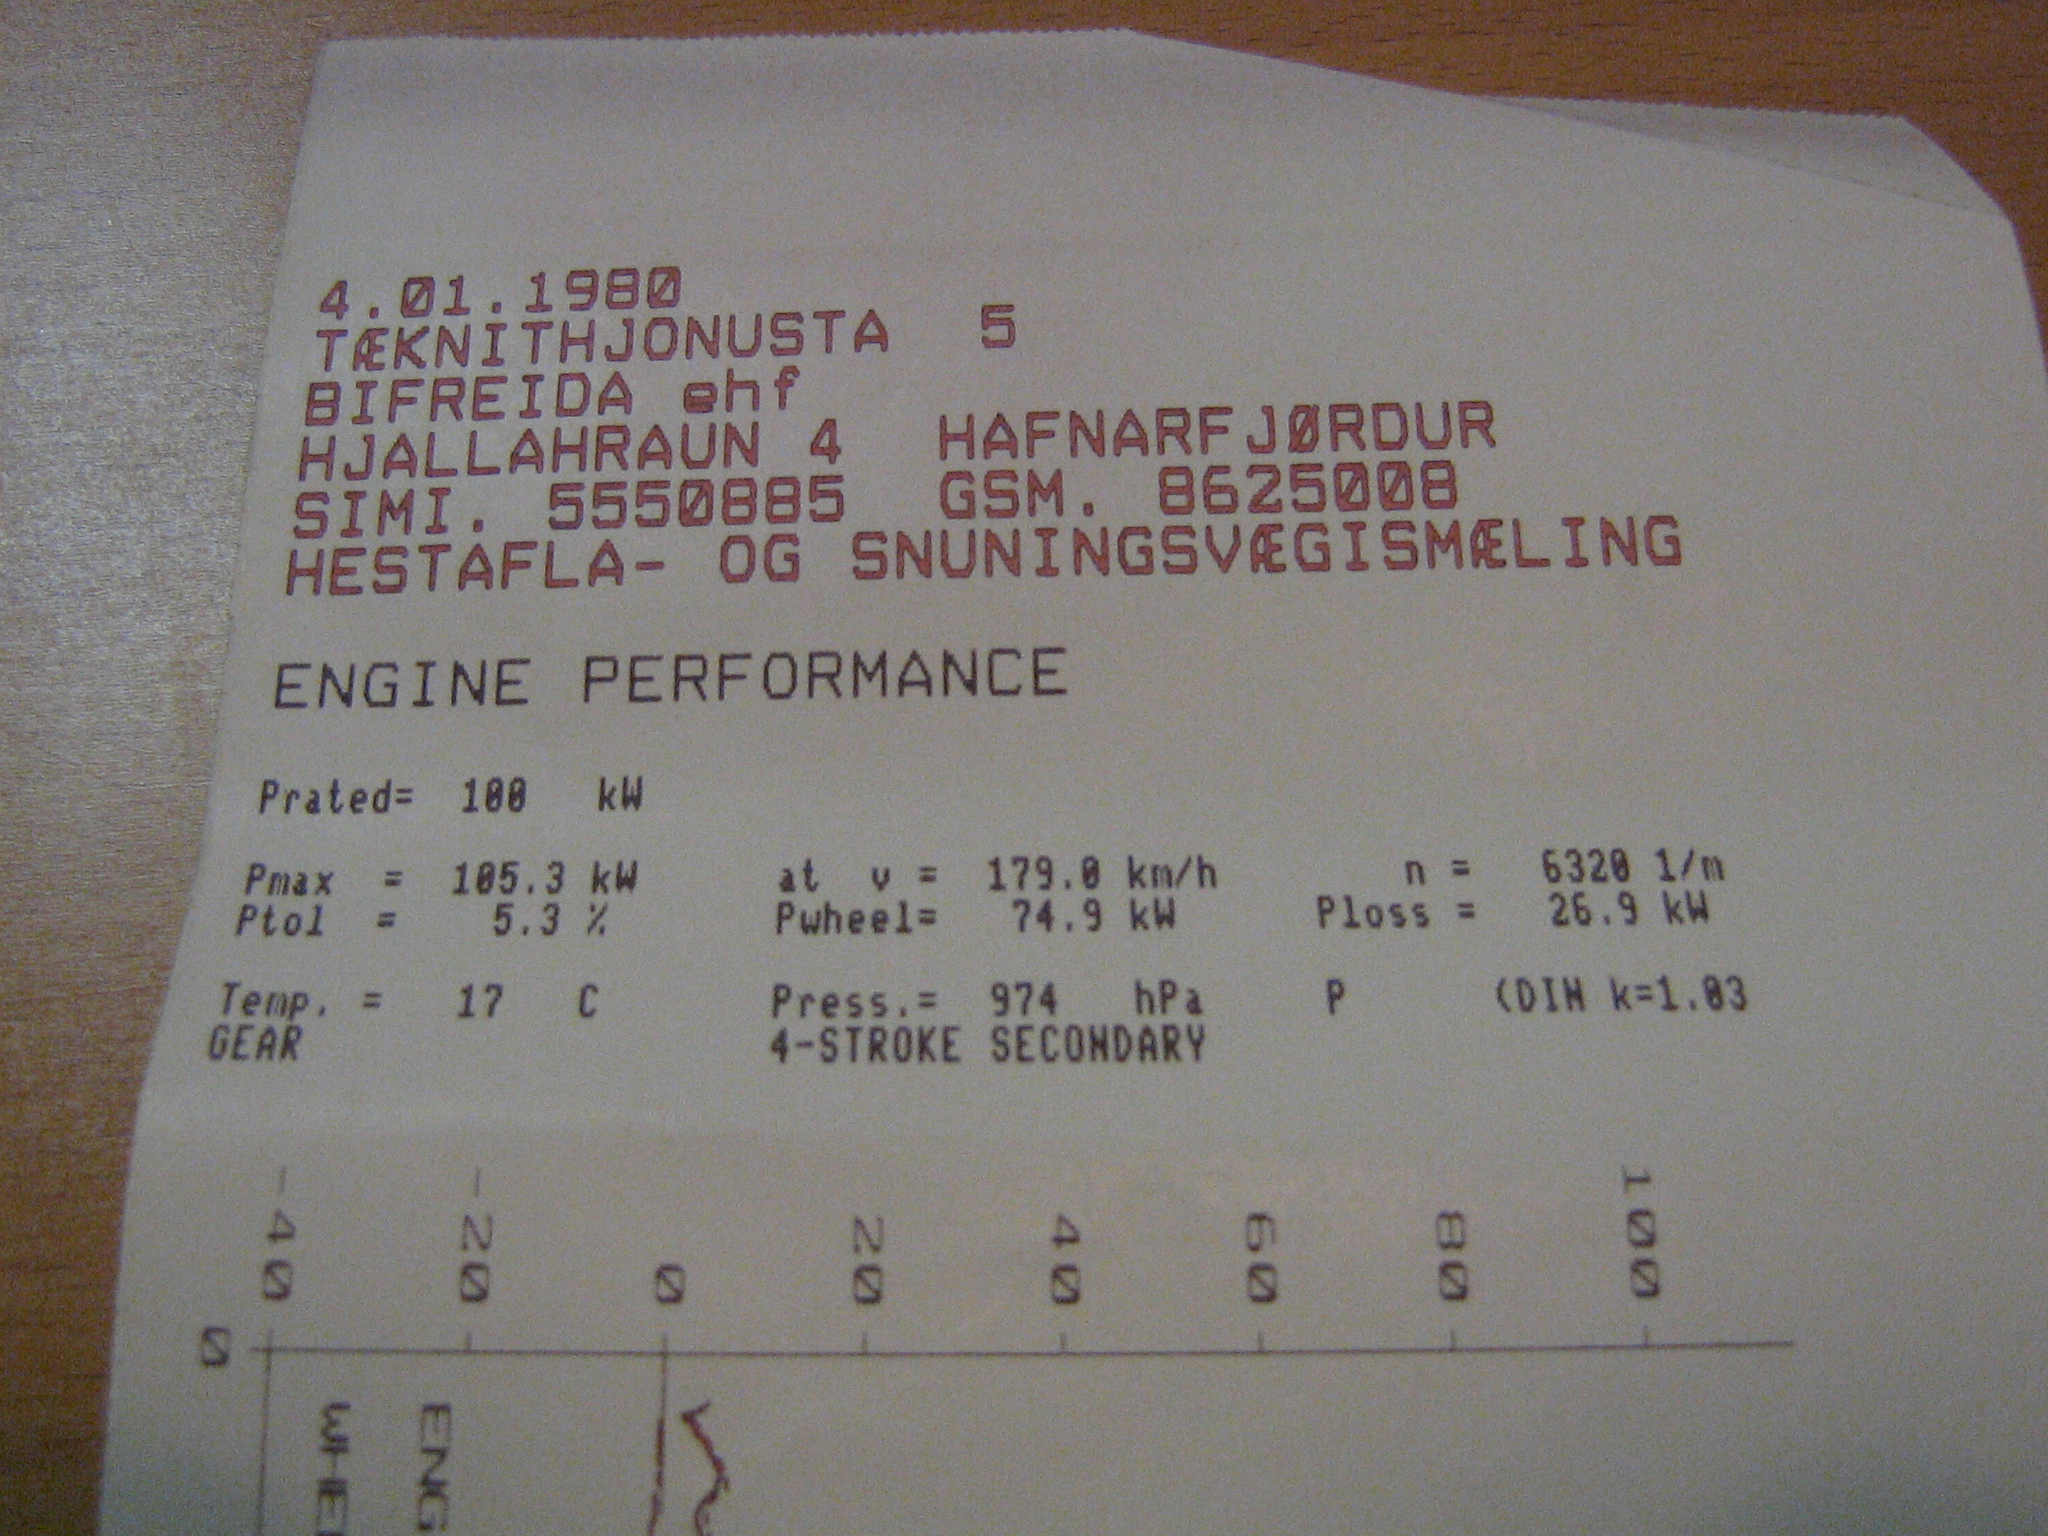 4.01.1980
TÆKNITHJONUSTA 5
BIFREIDA ehf
HJALLAHRAUN 4 HAFNARFJØRDUR
SIMI. 5550885 GSM. 8625008
HESTAFLA- OG SNUNINGSVÆGISMÆLING
ENGINE PERFORMANCE
Prated= 100 kW
Pmax = 105.3 kW at v = 179.0 km/h n = 6320 1/m
Ptol = 5.3 % Pwheel= 74.9 kW Ploss = 26.9 kW
Temp. = 17 C Press.= 974 hPa P (DIN k=1.03
GEAR 4-STROKE SECONDARY
-40 -20 0 20 40 60 80 100
0
ENG
WHE